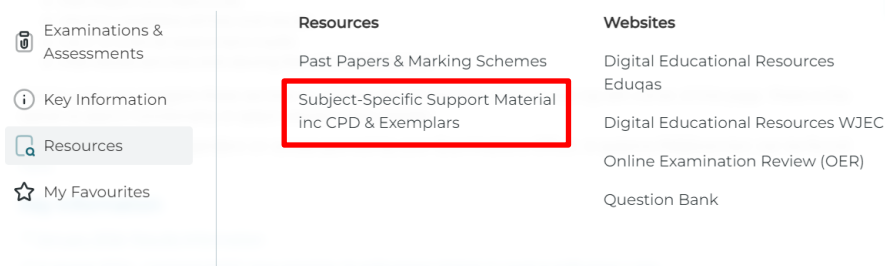 Examinations &
Assessments
Key Information
Resources
My Favourites
Resources
Past Papers & Marking Schemes
Subject-Specific Support Material
inc CPD & Exemplars
Websites
Digital Educational Resources
Eduqas
Digital Educational Resources WJEC
Online Examination Review (OER)
Question Bank